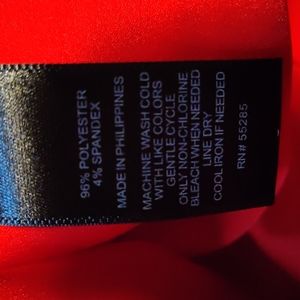 96% POLYESTER
4% SPANDEX
MADE IN PHILIPPINES
MACHINE WASH COLD
WITH LIKE COLORS
GENTLE CYCLE
ONLY NON-CHLORINE
BLEACH WHEN NEEDED
LINE DRY
COOL IRON IF NEEDED
RN# 55285